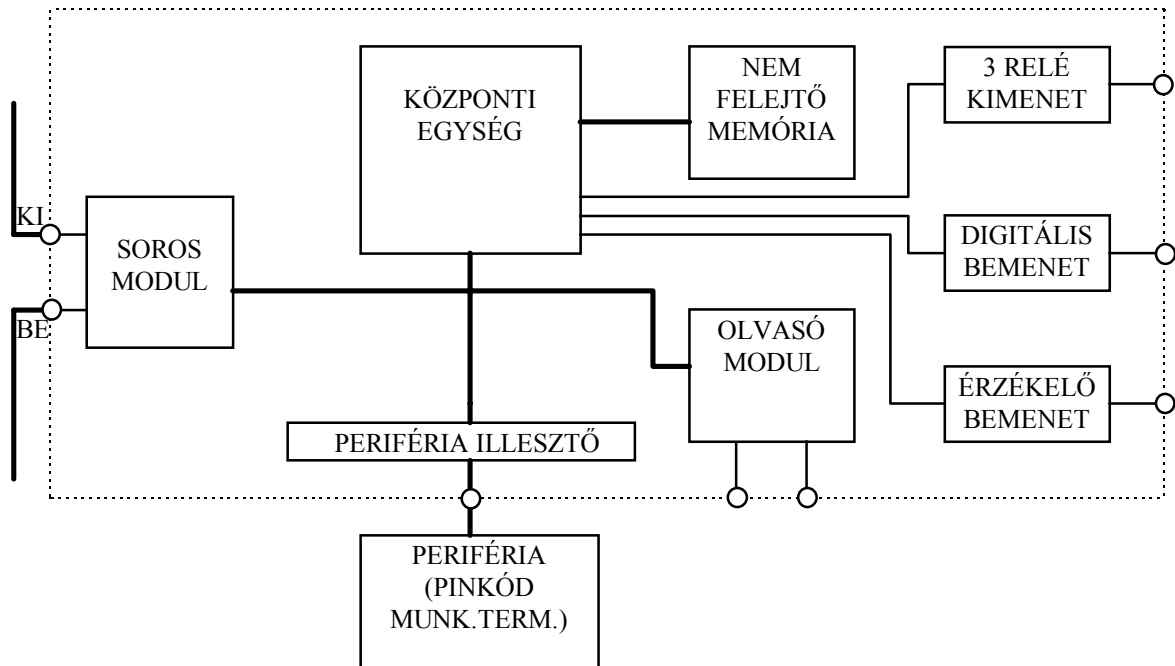 KÖZPONTI
EGYSÉG
NEM
FELEJTŐ
MEMÓRIA
3 RELÉ
KIMENET
KI
SOROS
MODUL
BE
DIGITÁLIS
BEMENET
OLVASÓ
MODUL
ÉRZÉKELŐ
BEMENET
PERIFÉRIA ILLESZTŐ
PERIFÉRIA
(PINKÓD
MUNK.TERM.)